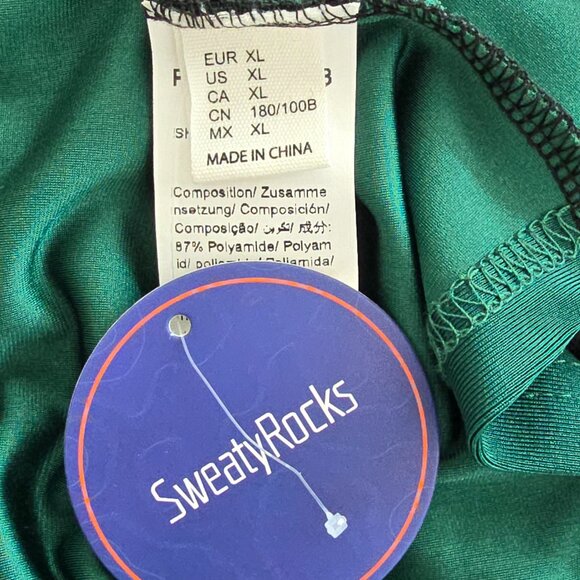 EUR XL
US XL
CA XL
CN 180/100B
MX XL
MADE IN CHINA
Composition/ Zusamme
nsetzung/ Composición/
Composição/ تكوين/ 成分:
87% Polyamide/ Polyam
SweatyRocks